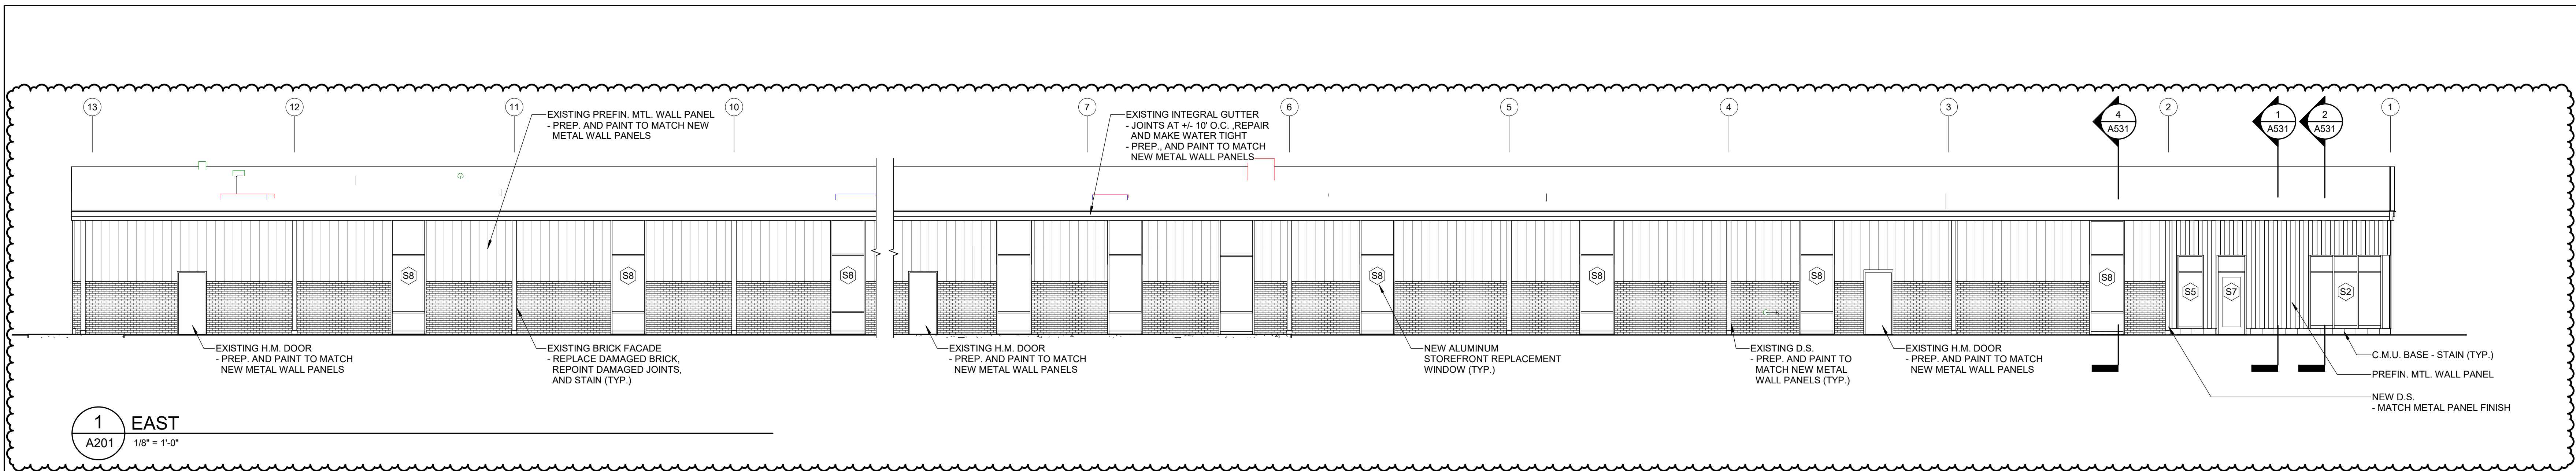 13
12
11
10
7
6
5
4
3
2
1
4
A531
1
A531
2
A531
EXISTING PREFIN. MTL. WALL PANEL
- PREP. AND PAINT TO MATCH NEW
METAL WALL PANELS
EXISTING INTEGRAL GUTTER
- JOINTS AT +/- 10' O.C. ,REPAIR
AND MAKE WATER TIGHT
- PREP., AND PAINT TO MATCH
NEW METAL WALL PANELS
S8
S8
S8
S8
S8
S8
S8
S5
S7
S2
EXISTING H.M. DOOR
- PREP. AND PAINT TO MATCH
NEW METAL WALL PANELS
EXISTING BRICK FACADE
- REPLACE DAMAGED BRICK,
REPOINT DAMAGED JOINTS,
AND STAIN (TYP.)
EXISTING H.M. DOOR
- PREP. AND PAINT TO MATCH
NEW METAL WALL PANELS
NEW ALUMINUM
STOREFRONT REPLACEMENT
WINDOW (TYP.)
EXISTING D.S.
- PREP. AND PAINT TO
MATCH NEW METAL
WALL PANELS (TYP.)
EXISTING H.M. DOOR
- PREP. AND PAINT TO MATCH
NEW METAL WALL PANELS
C.M.U. BASE - STAIN (TYP.)
PREFIN. MTL. WALL PANEL
NEW D.S.
- MATCH METAL PANEL FINISH
1
A201
EAST
1/8" = 1'-0"